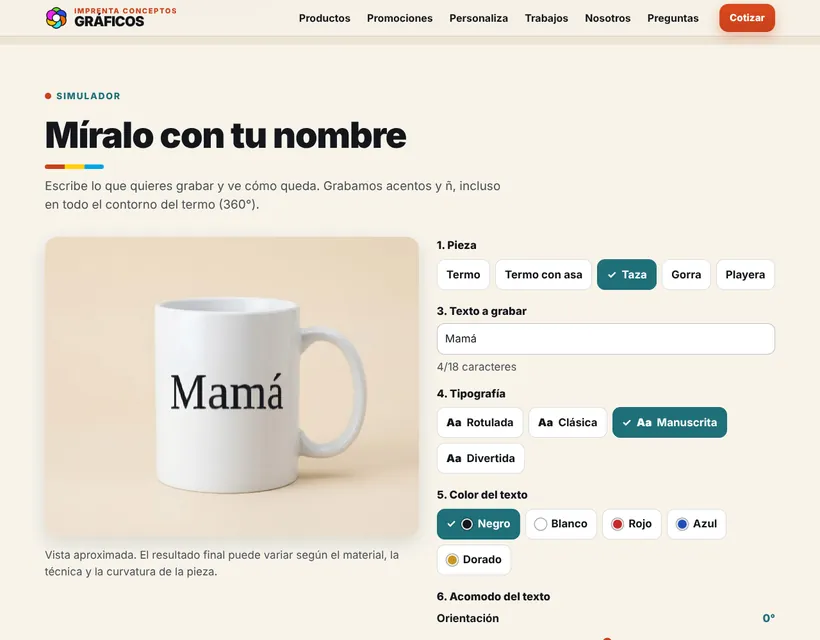 IMPRENTA CONCEPTOS
GRÁFICOS
Productos Promociones Personaliza Trabajos Nosotros Preguntas Cotizar
SIMULADOR
Míralo con tu nombre
Escribe lo que quieres grabar y ve cómo queda. Grabamos acentos y ñ, incluso
en todo el contorno del termo (360°).
Mamá
Vista aproximada. El resultado final puede variar según el material, la
técnica y la curvatura de la pieza.
1. Pieza
Termo Termo con asa Taza Gorra Playera
3. Texto a grabar
Mamá
4/18 caracteres
4. Tipografía
Aa Rotulada Aa Clásica Aa Manuscrita
Aa Divertida
5. Color del texto
Negro Blanco Rojo Azul
Dorado
6. Acomodo del texto
Orientación 0°